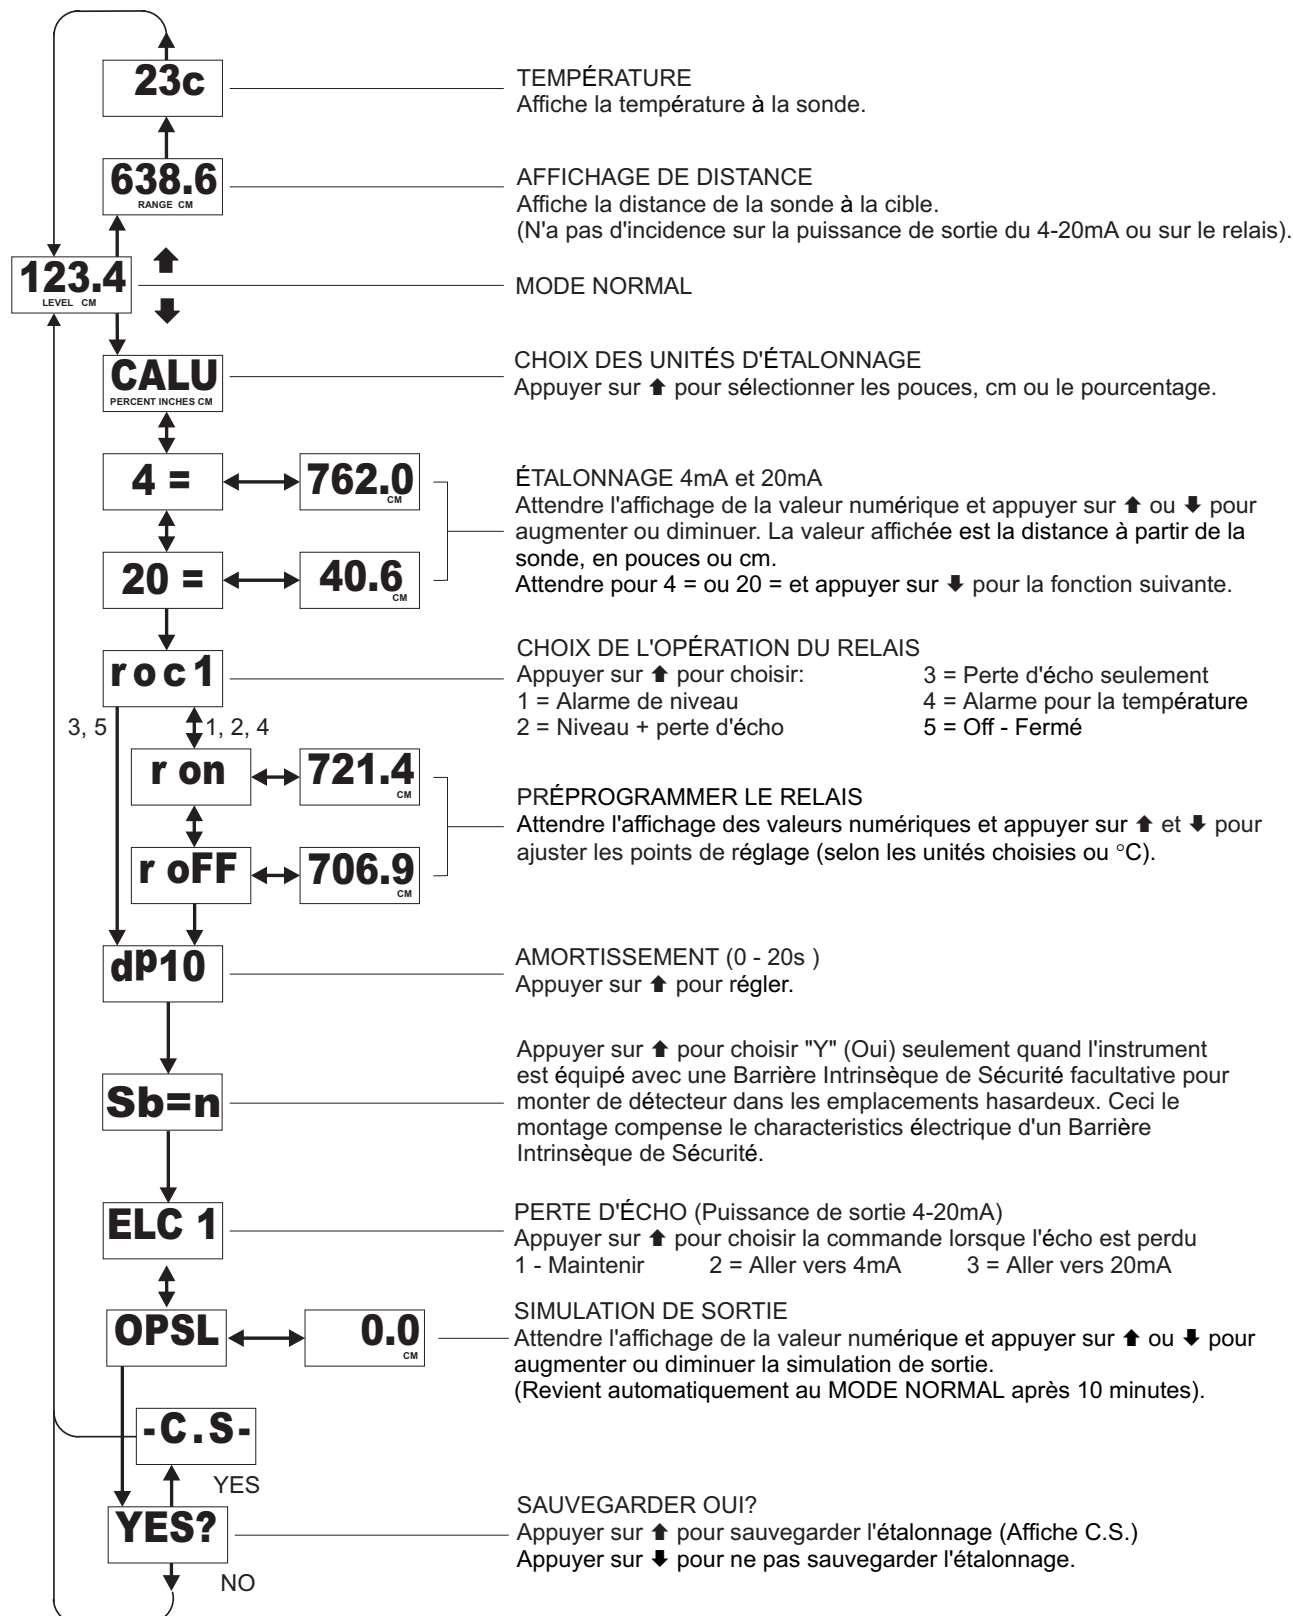 23c
TEMPÉRATURE
Affiche la température à la sonde.
638.6
RANGE CM
AFFICHAGE DE DISTANCE
Affiche la distance de la sonde à la cible.
(N'a pas d'incidence sur la puissance de sortie du 4-20mA ou sur le relais).
123.4
LEVEL CM
MODE NORMAL
CALU
PERCENT INCHES CM
CHOIX DES UNITÉS D'ÉTALONNAGE
Appuyer sur ⬆ pour sélectionner les pouces, cm ou le pourcentage.
4 =
762.0
CM
20 =
40.6
CM
ÉTALONNAGE 4mA et 20mA
Attendre l'affichage de la valeur numérique et appuyer sur ⬆ ou ⬇ pour
augmenter ou diminuer. La valeur affichée est la distance à partir de la
sonde, en pouces ou cm.
Attendre pour 4 = ou 20 = et appuyer sur ⬇ pour la fonction suivante.
roc1
CHOIX DE L'OPÉRATION DU RELAIS
Appuyer sur ⬆ pour choisir: 3 = Perte d'écho seulement
1 = Alarme de niveau 4 = Alarme pour la température
2 = Niveau + perte d'écho 5 = Off - Fermé
3, 5
1, 2, 4
r on
721.4
CM
r oFF
706.9
CM
PRÉPROGRAMMER LE RELAIS
Attendre l'affichage des valeurs numériques et appuyer sur ⬆ et ⬇ pour
ajuster les points de réglage (selon les unités choisies ou °C).
dP10
AMORTISSEMENT (0 - 20s )
Appuyer sur ⬆ pour régler.
Sb=n
Appuyer sur ⬆ pour choisir "Y" (Oui) seulement quand l'instrument
est équipé avec une Barrière Intrinsèque de Sécurité facultative pour
monter de détecteur dans les emplacements hasardeux. Ceci le
montage compense le characteristics électrique d'un Barrière
Intrinsèque de Sécurité.
ELC 1
PERTE D'ÉCHO (Puissance de sortie 4-20mA)
Appuyer sur ⬆ pour choisir la commande lorsque l'écho est perdu
1 - Maintenir 2 = Aller vers 4mA 3 = Aller vers 20mA
OPSL
0.0
CM
SIMULATION DE SORTIE
Attendre l'affichage de la valeur numérique et appuyer sur ⬆ ou ⬇ pour
augmenter ou diminuer la simulation de sortie.
(Revient automatiquement au MODE NORMAL après 10 minutes).
-C.S-
YES
YES?
NO
SAUVEGARDER OUI?
Appuyer sur ⬆ pour sauvegarder l'étalonnage (Affiche C.S.)
Appuyer sur ⬇ pour ne pas sauvegarder l'étalonnage.